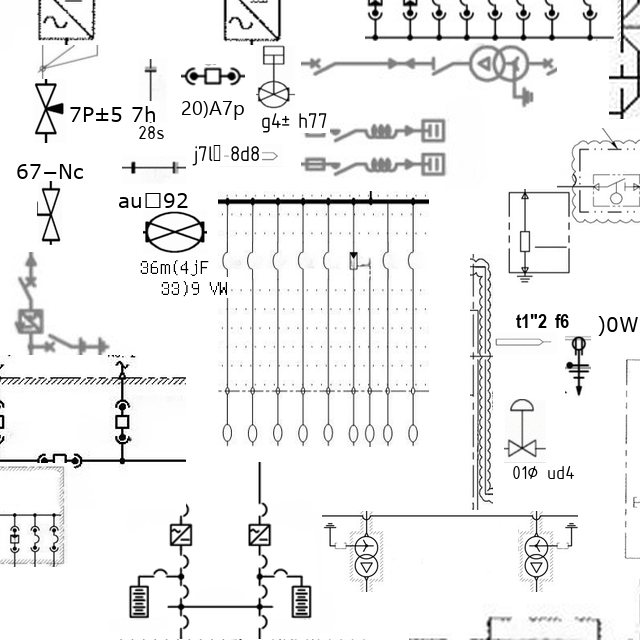 7P±5 7h
28s
20)A7p
g4± h77
j7l□-8d8
67-Nc
au□92
36m(4jF
33)9 VW
t1"2 f6
)0W
01Ø ud4